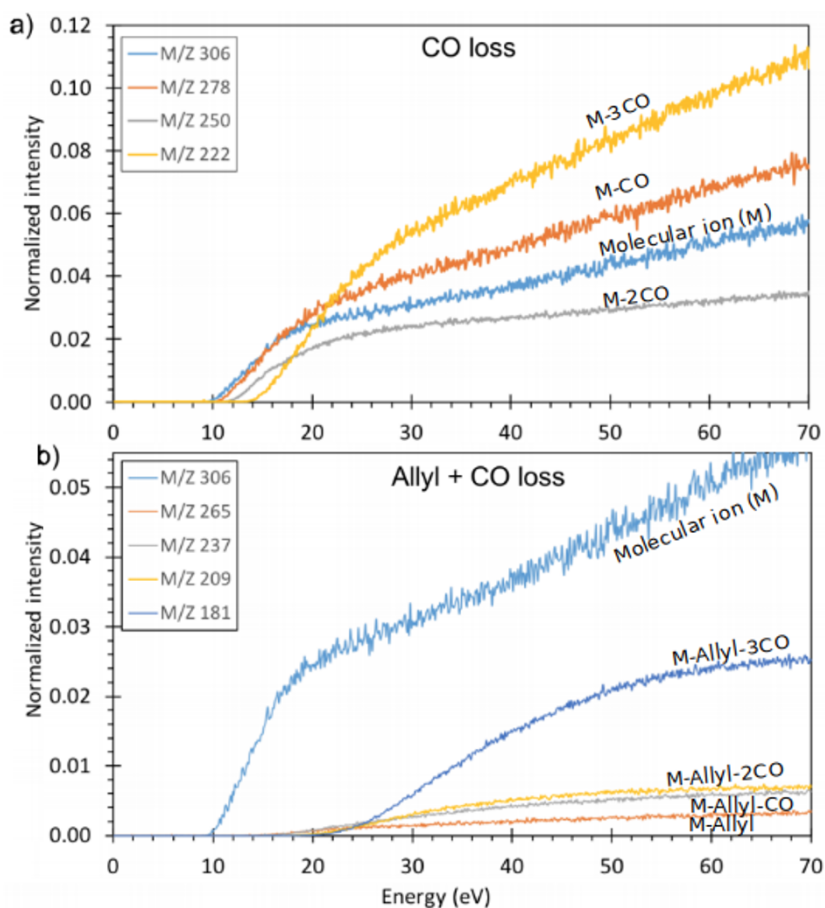 a)
CO loss
M/Z 306
M/Z 278
M/Z 250
M/Z 222
M-3CO
M-CO
Molecular ion (M)
M-2CO
Normalized intensity
0.12
0.10
0.08
0.06
0.04
0.02
0.00
0 10 20 30 40 50 60 70
b)
Allyl + CO loss
M/Z 306
M/Z 265
M/Z 237
M/Z 209
M/Z 181
Molecular ion (M)
M-Allyl-3CO
M-Allyl-2CO
M-Allyl-CO
M-Allyl
Normalized intensity
0.05
0.04
0.03
0.02
0.01
0.00
0 10 20 30 40 50 60 70
Energy (eV)